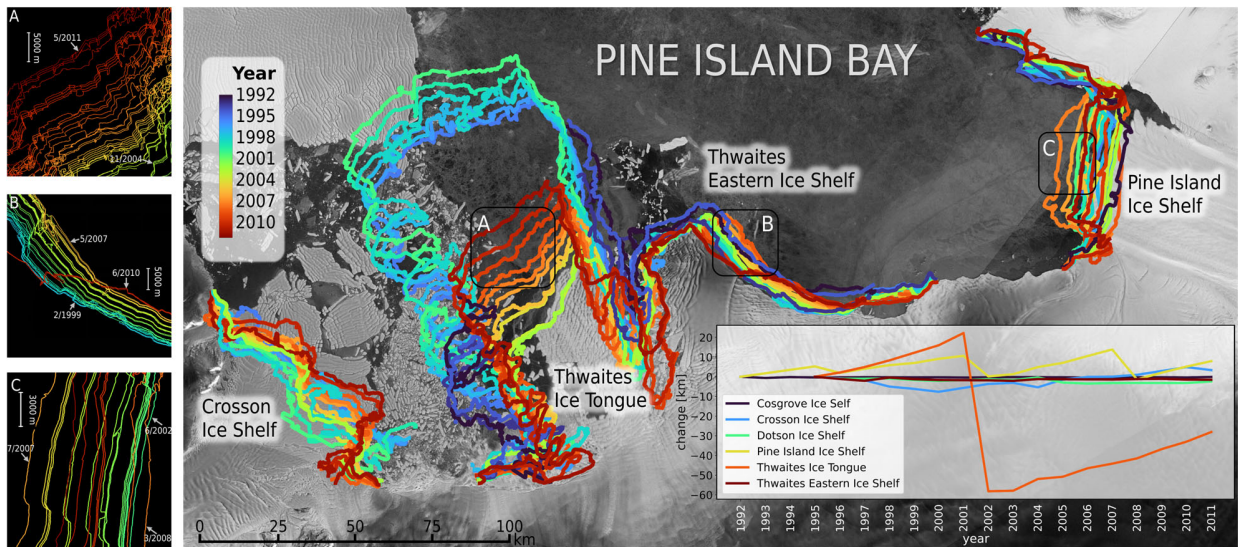 A
5/2011
5000 m
11/2004
B
5/2007
6/2010
5000 m
2/1999
C
3000 m
6/2002
7/2007
3/2008
Year
1992
1995
1998
2001
2004
2007
2010
PINE ISLAND BAY
Thwaites
Eastern Ice Shelf
C
Pine Island
Ice Shelf
A
B
Crosson
Ice Shelf
Thwaites
Ice Tongue
0 25 50 75 100
km
20
10
0
-10
-20
-30
-40
-50
-60
change [km]
Cosgrove Ice Self
Crosson Ice Shelf
Dotson Ice Shelf
Pine Island Ice Shelf
Thwaites Ice Tongue
Thwaites Eastern Ice Shelf
1992 1993 1994 1995 1996 1997 1998 1999 2000 2001 2002 2003 2004 2005 2006 2007 2008 2009 2010 2011
year